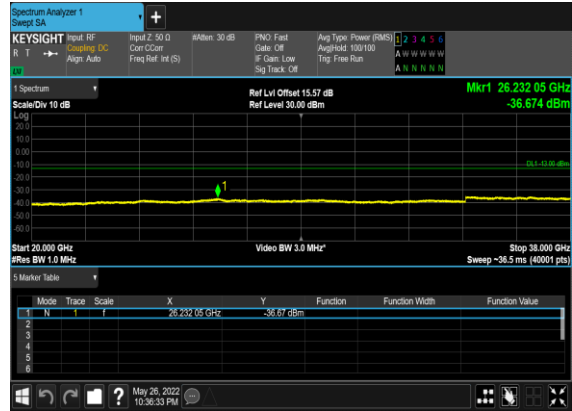 Spectrum Analyzer 1
Swept SA
+
KEYSIGHT Input: RF Input Z: 50 Ω #Atten: 30 dB PNO: Fast Avg Type: Power (RMS) 1 2 3 4 5 6
R T Coupling: DC Corr CCorr Gate: Off Avg|Hold: 100/100 A W W W W W
Align: Auto Freq Ref: Int (S) IF Gain: Low Trig: Free Run
Sig Track: Off A N N N N N
1 Spectrum Ref Lvl Offset 15.57 dB Mkr1 26.232 05 GHz
Scale/Div 10 dB Ref Level 30.00 dBm -36.674 dBm
Log
20.0
10.0
0.00
-10.0 DL1 -13.00 dBm
-20.0
-30.0 1
-40.0
-50.0
-60.0
Start 20.000 GHz Video BW 3.0 MHz* Stop 38.000 GHz
#Res BW 1.0 MHz Sweep ~36.5 ms (40001 pts)
5 Marker Table
Mode Trace Scale X Y Function Function Width Function Value
1 N 1 f 26.232 05 GHz -36.67 dBm
2
3
4
5
6
? May 26, 2022
10:36:33 PM